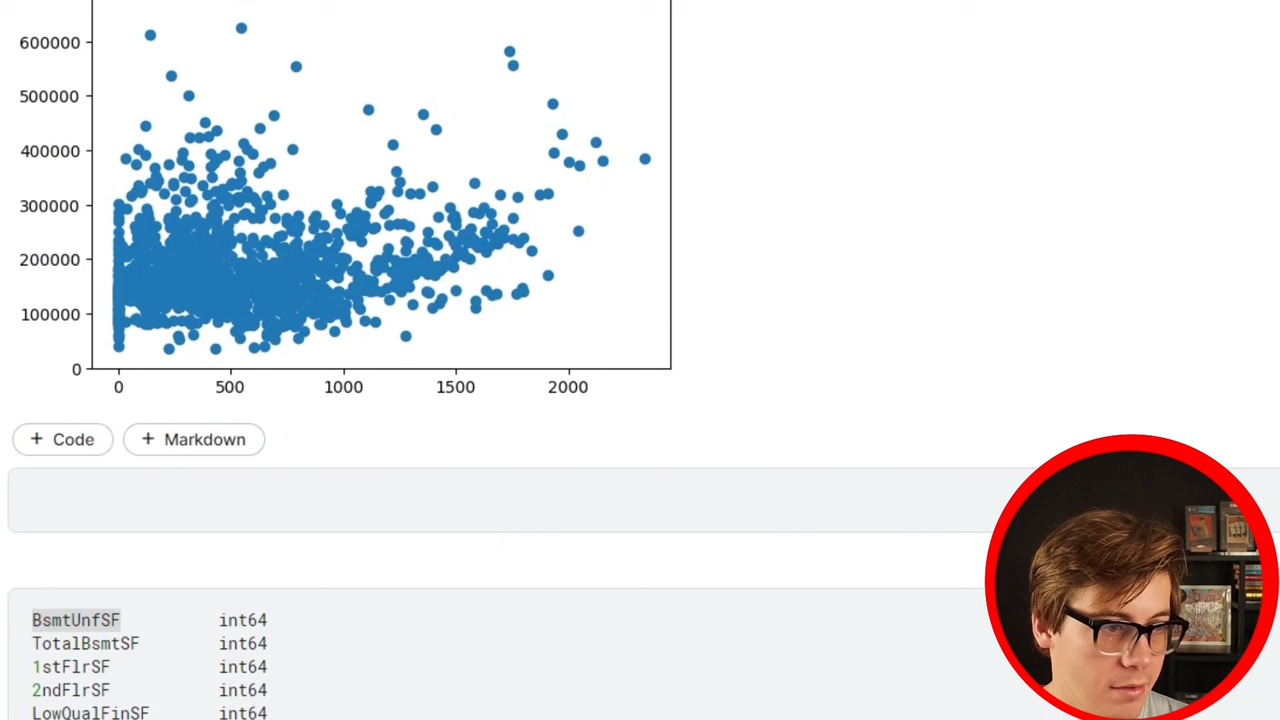 600000
500000
400000
300000
200000
100000
0
0 500 1000 1500 2000
+ Code + Markdown
BsmtUnfSF int64
TotalBsmtSF int64
1stFlrSF int64
2ndFlrSF int64
LowQualFinSF int64